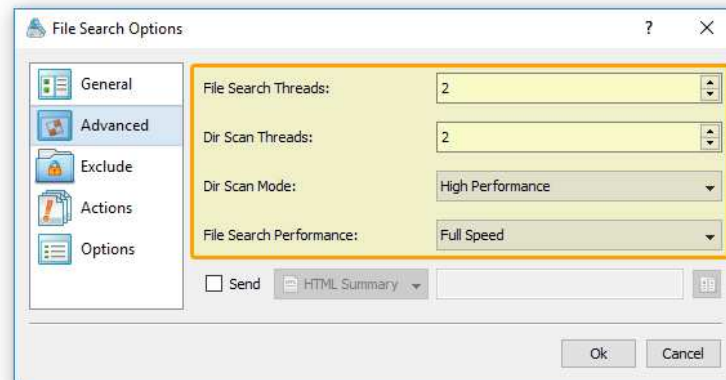 File Search Options
?
General
Advanced
Exclude
Actions
Options
File Search Threads: 2
Dir Scan Threads: 2
Dir Scan Mode: High Performance
File Search Performance: Full Speed
Send HTML Summary
Ok Cancel